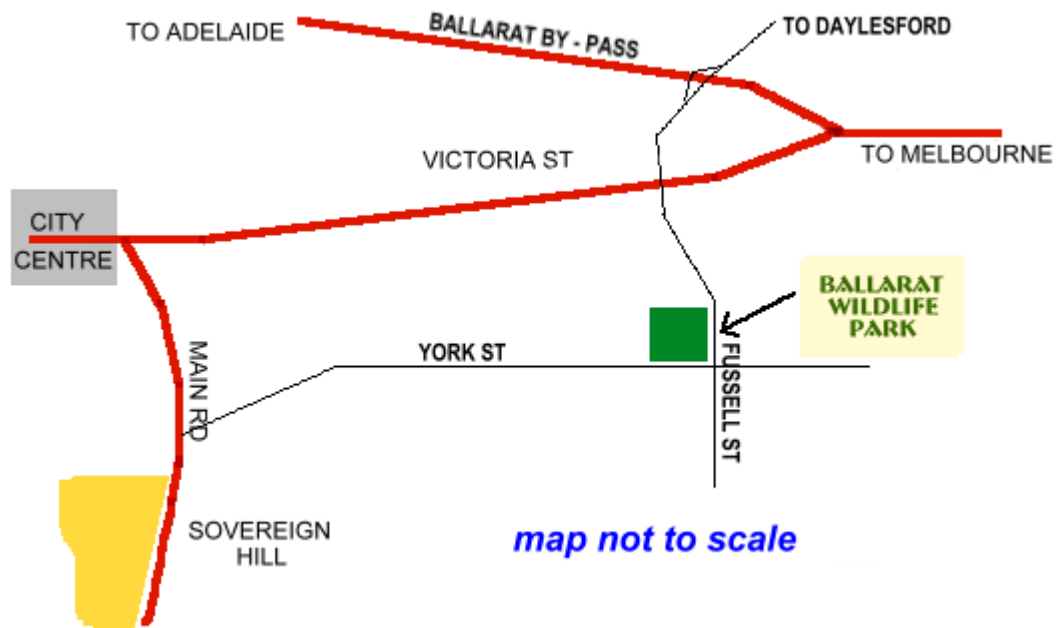 TO ADELAIDE
BALLARAT BY - PASS
TO DAYLESFORD
VICTORIA ST
TO MELBOURNE
CITY
CENTRE
BALLARAT
WILDLIFE
PARK
MAIN RD
YORK ST
FUSSELL ST
SOVEREIGN
HILL
map not to scale